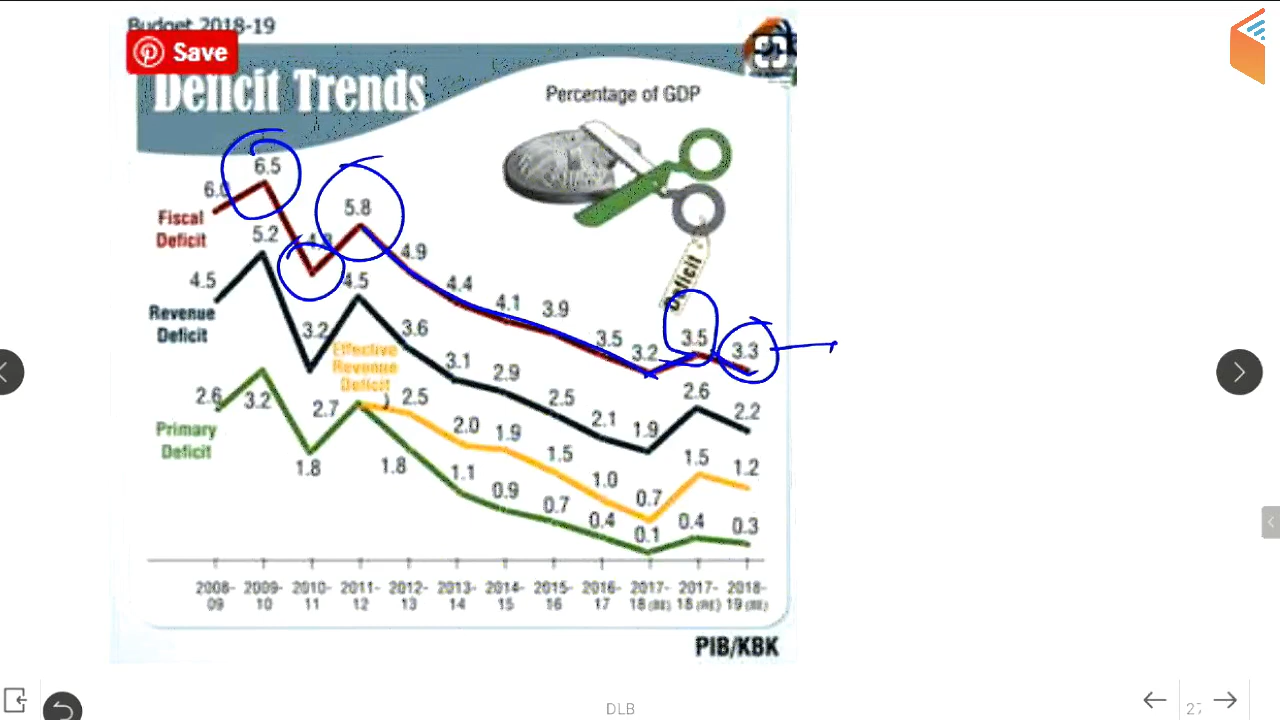 Budget 2018-19
Save
Deficit Trends
Percentage of GDP
Deficit
Fiscal
Deficit
6.0 6.5 4.8 5.8 4.9 4.4 4.1 3.9 3.5 3.2 3.5 3.3
Revenue
Deficit
4.5 5.2 3.2 4.5 3.6 3.1 2.9 2.5 2.1 1.9 2.6 2.2
Effective
Revenue
Deficit
2.5 2.0 1.9 1.5 1.0 0.7 1.5 1.2
Primary
Deficit
2.6 3.2 1.8 2.7 1.8 1.1 0.9 0.7 0.4 0.1 0.4 0.3
2008- 2009- 2010- 2011- 2012- 2013- 2014- 2015- 2016- 2017- 2017- 2018-
09 10 11 12 13 14 15 16 17 18 (BE) 18 (RE) 19 (BE)
PIB/KBK
DLB